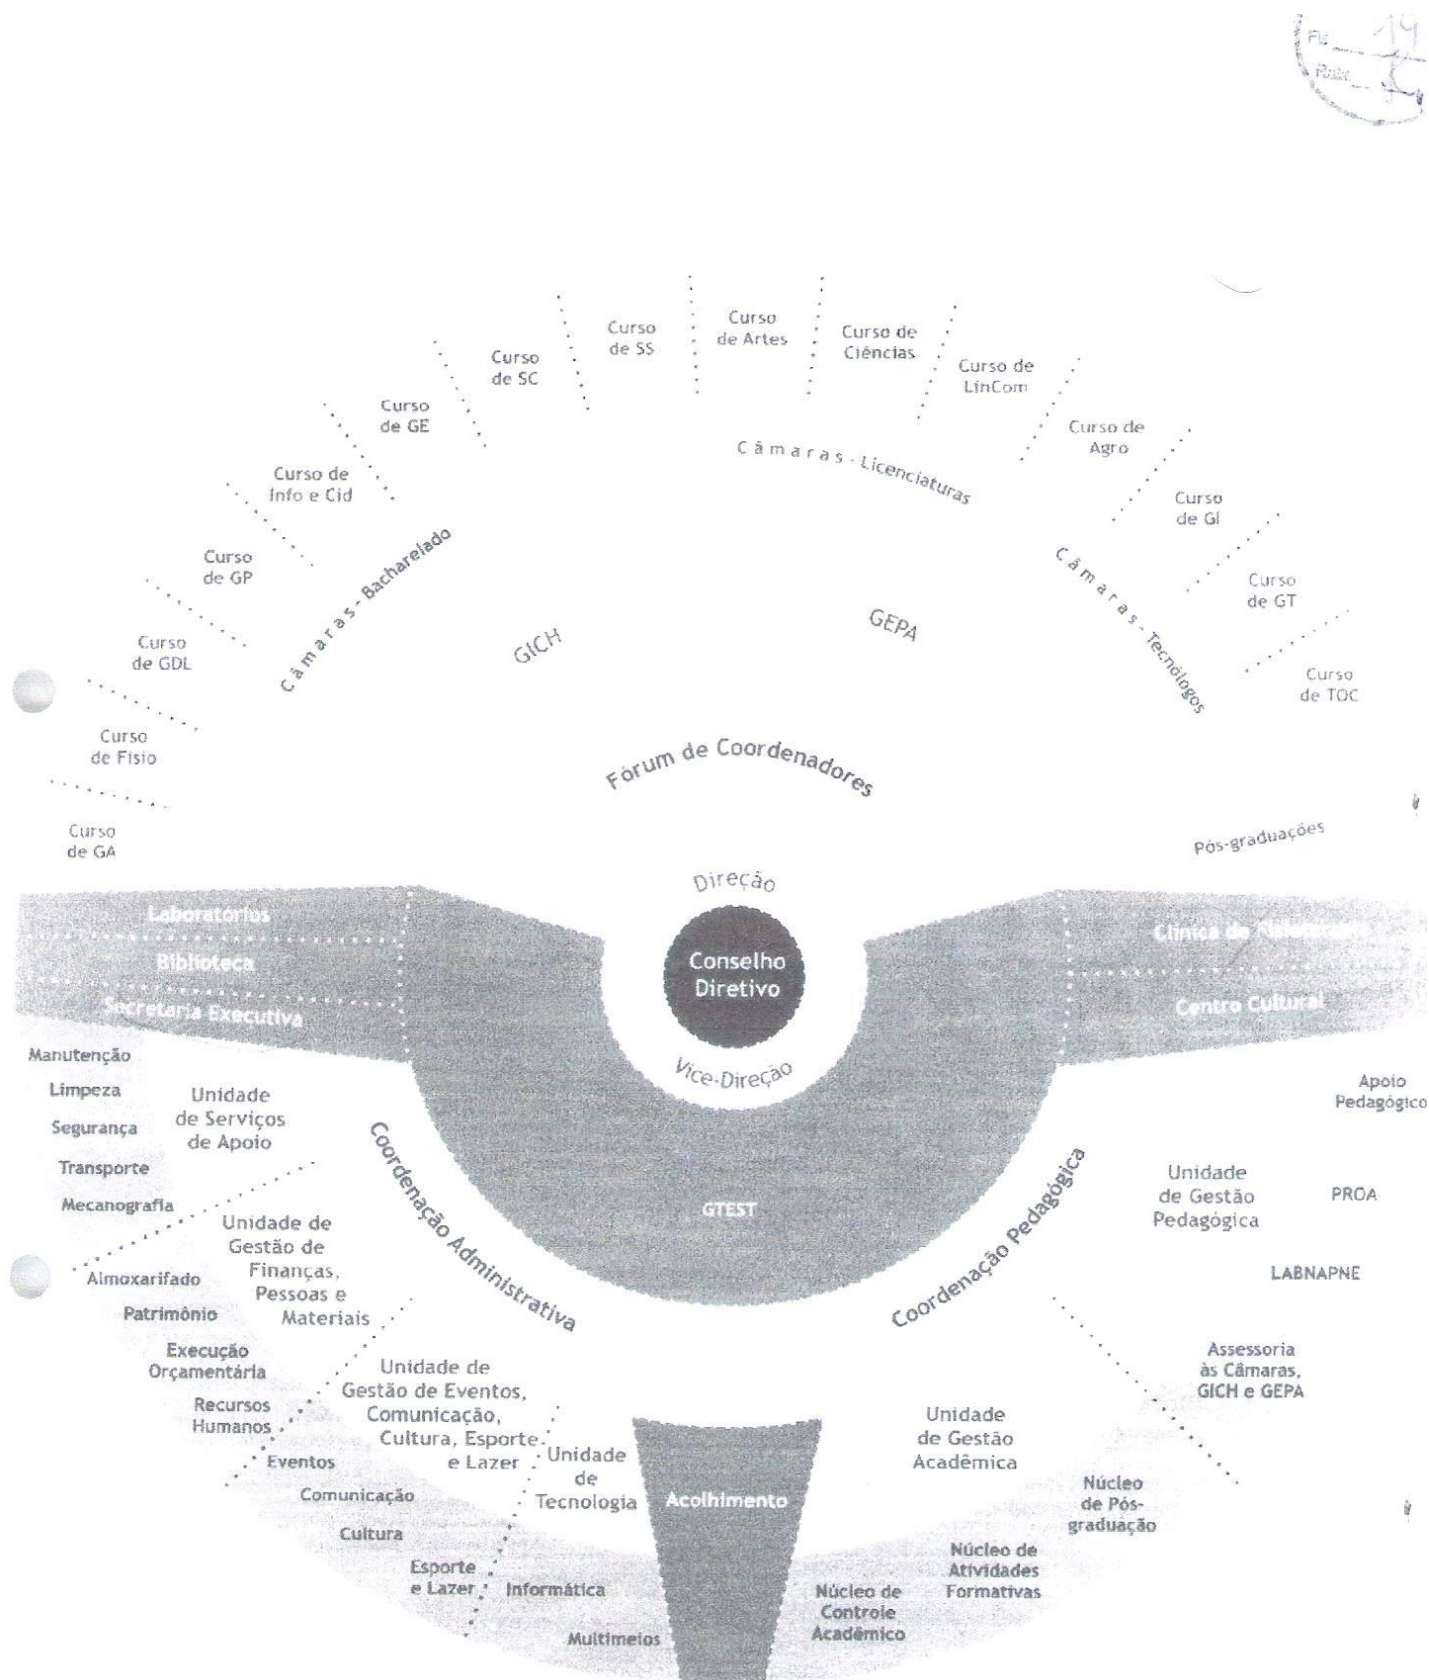 Fls 14
Curso
de SS
Curso
de Artes
Curso de
Ciências
Curso
de SC
Curso de
LinCom
Curso
de GE
Curso de
Agro
Curso de
Info e Cid
Curso
de GI
Curso
de GP
Curso
de GT
Curso
de GDL
Curso
de TOC
Curso
de Fisio
Curso
de GA
Câmaras - Bacharelado
Câmaras - Licenciaturas
Câmaras - Tecnólogos
GICH
GEPA
Fórum de Coordenadores
Pós-graduações
Direção
Conselho
Diretivo
Vice-Direção
Laboratórios
Biblioteca
Secretaria Executiva
Clínica de Fisioterapia
Centro Cultural
GTEST
Coordenação Administrativa
Coordenação Pedagógica
Manutenção
Limpeza
Segurança
Transporte
Mecanografia
Unidade
de Serviços
de Apoio
Unidade de
Gestão de
Finanças,
Pessoas e
Materiais
Almoxarifado
Patrimônio
Execução
Orçamentária
Recursos
Humanos
Unidade de
Gestão de Eventos,
Comunicação,
Cultura, Esporte
e Lazer
Eventos
Comunicação
Cultura
Esporte
e Lazer
Unidade
de
Tecnologia
Informática
Multimeios
Acolhimento
Apoio
Pedagógico
Unidade
de Gestão
Pedagógica
PROA
LABNAPNE
Assessoria
às Câmaras,
GICH e GEPA
Unidade
de Gestão
Acadêmica
Núcleo
de Pós-
graduação
Núcleo de
Atividades
Formativas
Núcleo de
Controle
Acadêmico